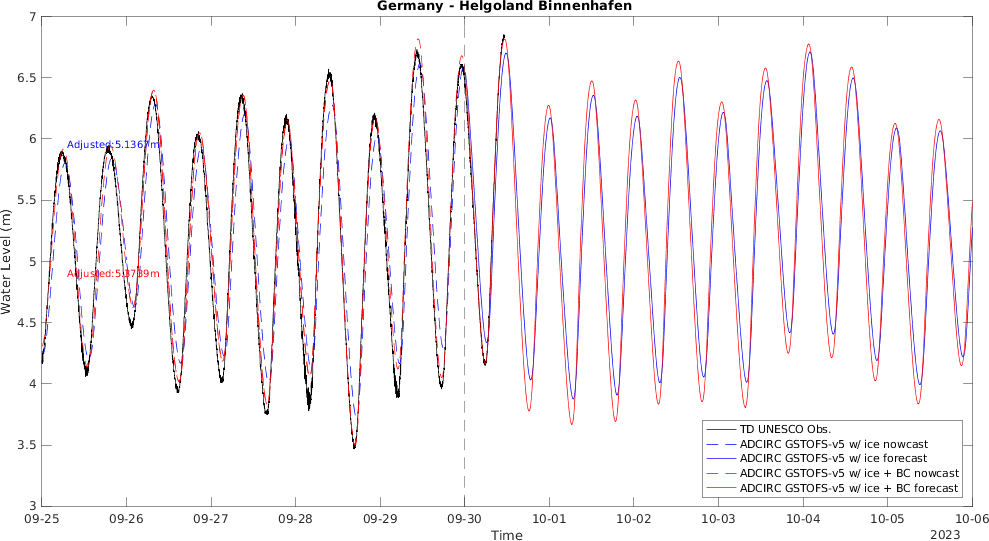 Germany - Helgoland Binnenhafen
7
6.5
6
5.5
5
4.5
4
3.5
3
Water Level (m)
Adjusted:5.1367m
Adjusted:5.3739m
TD UNESCO Obs.
ADCIRC GSTOFS-v5 w/ ice nowcast
ADCIRC GSTOFS-v5 w/ ice forecast
ADCIRC GSTOFS-v5 w/ ice + BC nowcast
ADCIRC GSTOFS-v5 w/ ice + BC forecast
09-25 09-26 09-27 09-28 09-29 09-30 10-01 10-02 10-03 10-04 10-05 10-06
Time
2023